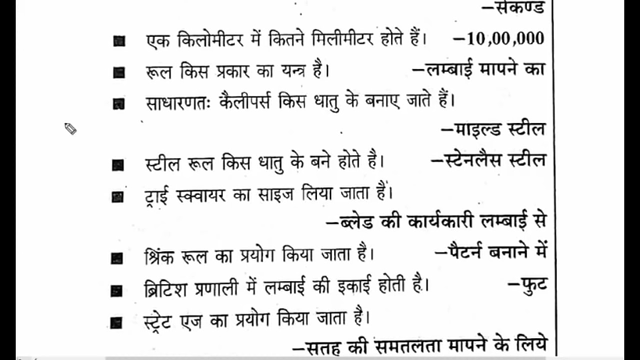 –सेकण्ड
■ एक किलोमीटर में कितने मिलीमीटर होते हैं। –10,00,000
■ रूल किस प्रकार का यन्त्र है। –लम्बाई मापने का
■ साधारणतः कैलीपर्स किस धातु के बनाए जाते हैं।
–माइल्ड स्टील
■ स्टील रूल किस धातु के बने होते है। –स्टेनलैस स्टील
■ ट्राई स्क्वायर का साइज लिया जाता हैं।
–ब्लेड की कार्यकारी लम्बाई से
■ श्रिंक रूल का प्रयोग किया जाता है। –पैटर्न बनाने में
■ ब्रिटिश प्रणाली में लम्बाई की इकाई होती है। –फुट
■ स्ट्रेट एज का प्रयोग किया जाता है।
–सतह की समतलता मापने के लिये